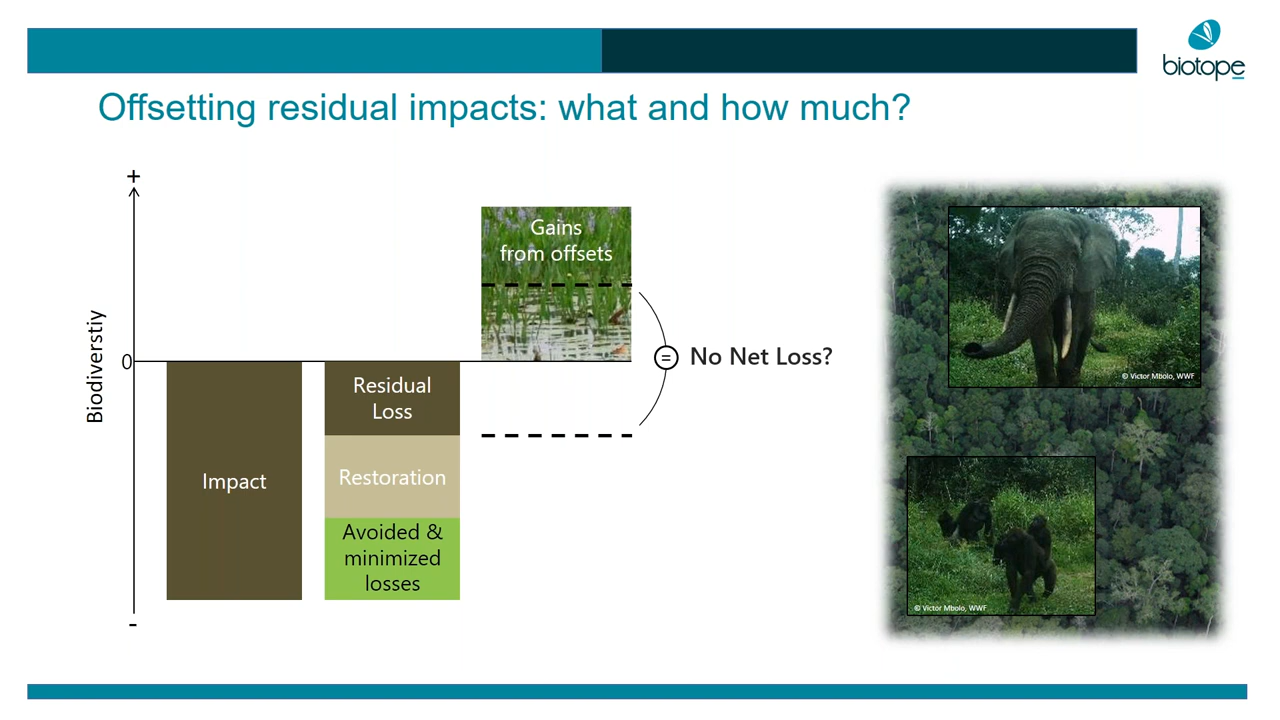 biotope
Offsetting residual impacts: what and how much?
+
Biodiverstiy
0
-
Impact
Residual
Loss
Restoration
Avoided &
minimized
losses
Gains
from offsets
=
No Net Loss?
© Victor Mbolo, WWF
© Victor Mbolo, WWF